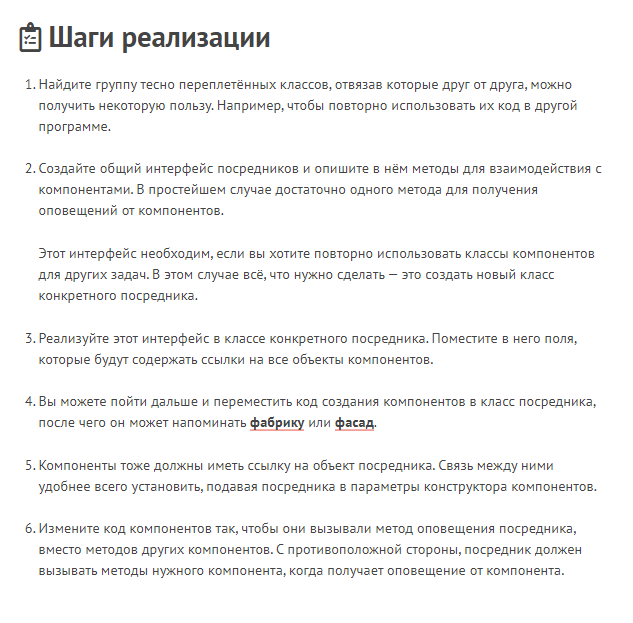 Шаги реализации
1. Найдите группу тесно переплетённых классов, отвязав которые друг от друга, можно
получить некоторую пользу. Например, чтобы повторно использовать их код в другой
программе.
2. Создайте общий интерфейс посредников и опишите в нём методы для взаимодействия с
компонентами. В простейшем случае достаточно одного метода для получения
оповещений от компонентов.
Этот интерфейс необходим, если вы хотите повторно использовать классы компонентов
для других задач. В этом случае всё, что нужно сделать — это создать новый класс
конкретного посредника.
3. Реализуйте этот интерфейс в классе конкретного посредника. Поместите в него поля,
которые будут содержать ссылки на все объекты компонентов.
4. Вы можете пойти дальше и переместить код создания компонентов в класс посредника,
после чего он может напоминать фабрику или фасад.
5. Компоненты тоже должны иметь ссылку на объект посредника. Связь между ними
удобнее всего установить, подавая посредника в параметры конструктора компонентов.
6. Измените код компонентов так, чтобы они вызывали метод оповещения посредника,
вместо методов других компонентов. С противоположной стороны, посредник должен
вызывать методы нужного компонента, когда получает оповещение от компонента.